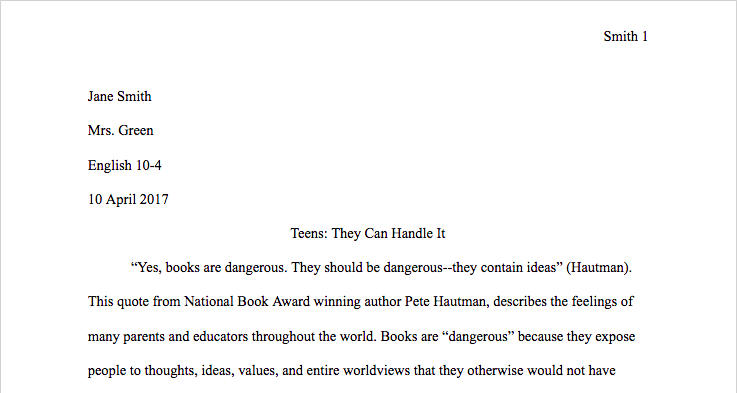 Smith 1
Jane Smith
Mrs. Green
English 10-4
10 April 2017
Teens: They Can Handle It
“Yes, books are dangerous. They should be dangerous--they contain ideas” (Hautman).
This quote from National Book Award winning author Pete Hautman, describes the feelings of
many parents and educators throughout the world. Books are “dangerous” because they expose
people to thoughts, ideas, values, and entire worldviews that they otherwise would not have